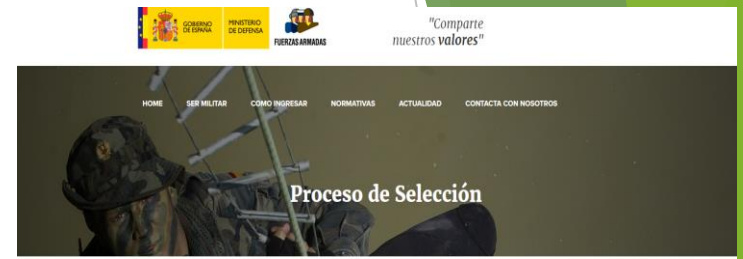 GOBIERNO
DE ESPAÑA
MINISTERIO
DE DEFENSA
FUERZAS ARMADAS
"Comparte
nuestros valores"
HOME SER MILITAR COMO INGRESAR NORMATIVAS ACTUALIDAD CONTACTA CON NOSOTROS
Proceso de Selección